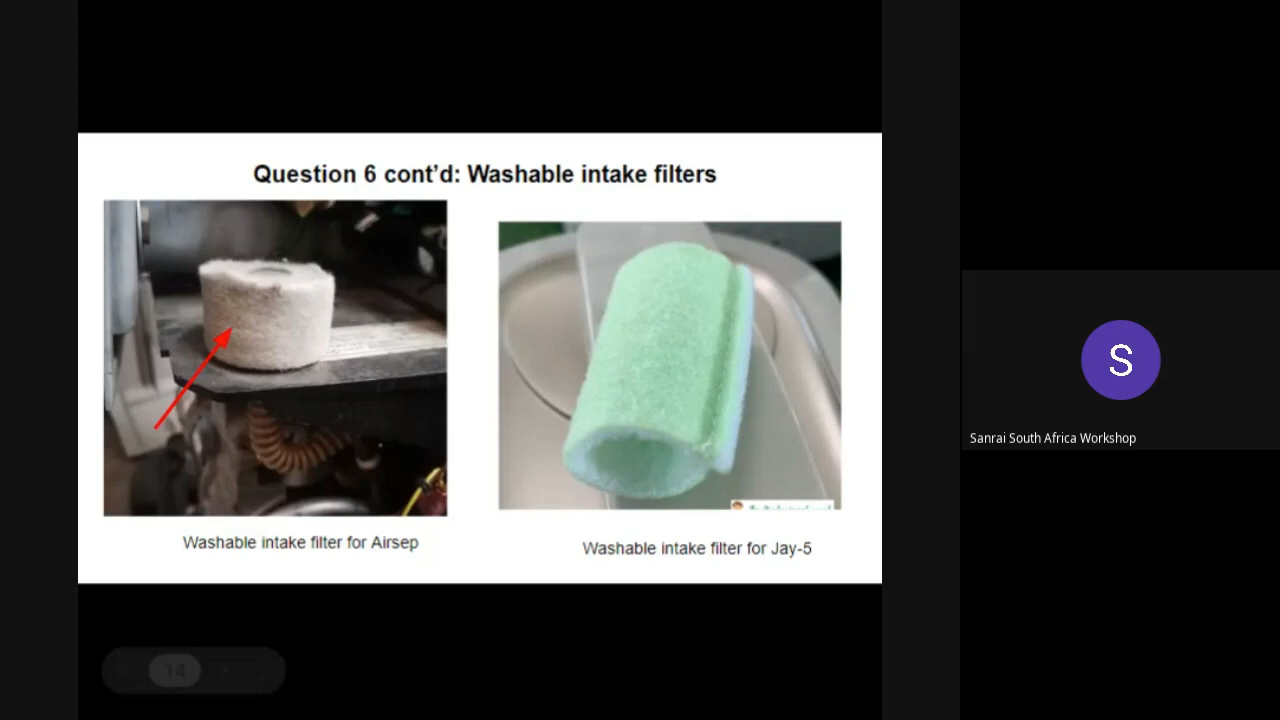 Question 6 cont’d: Washable intake filters
Washable intake filter for Airsep
Washable intake filter for Jay-5
S
Sanrai South Africa Workshop
14